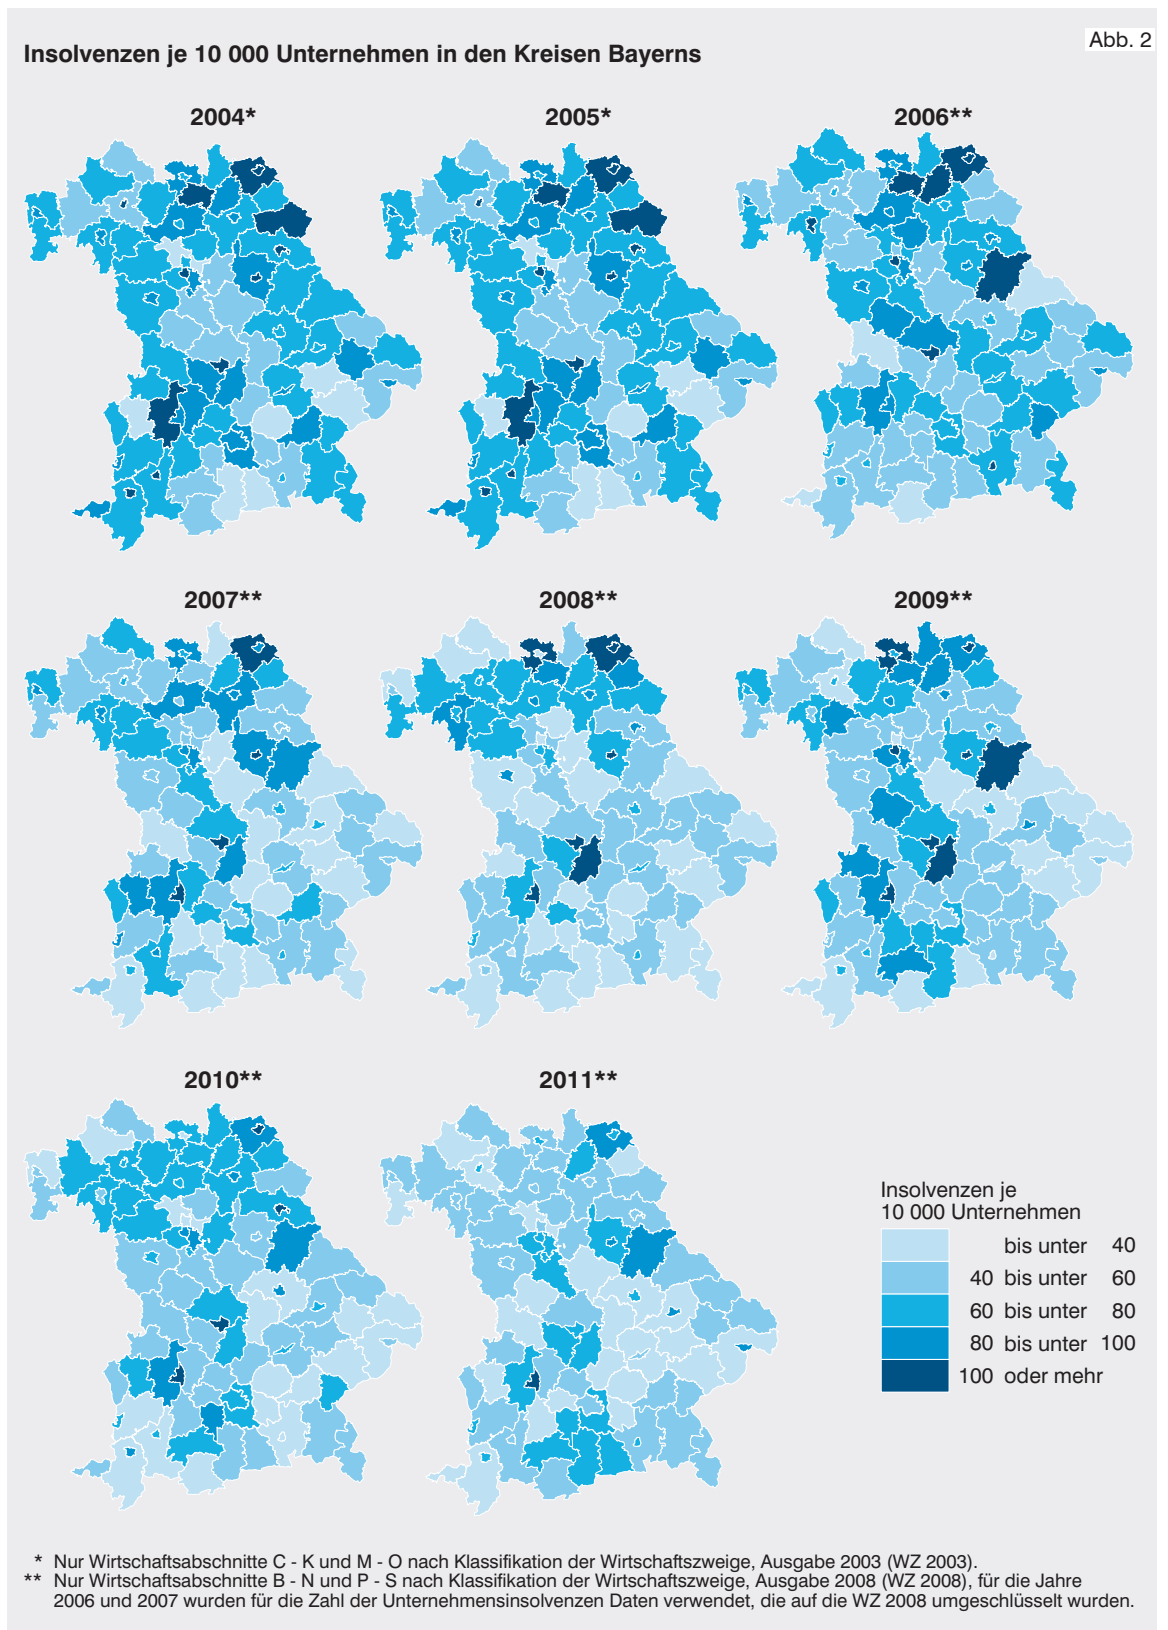 Abb. 2
Insolvenzen je 10 000 Unternehmen in den Kreisen Bayerns
2004*
2005*
2006**
2007**
2008**
2009**
2010**
2011**
Insolvenzen je
10 000 Unternehmen
bis unter 40
40 bis unter 60
60 bis unter 80
80 bis unter 100
100 oder mehr
* Nur Wirtschaftsabschnitte C - K und M - O nach Klassifikation der Wirtschaftszweige, Ausgabe 2003 (WZ 2003).
** Nur Wirtschaftsabschnitte B - N und P - S nach Klassifikation der Wirtschaftszweige, Ausgabe 2008 (WZ 2008), für die Jahre
2006 und 2007 wurden für die Zahl der Unternehmensinsolvenzen Daten verwendet, die auf die WZ 2008 umgeschlüsselt wurden.